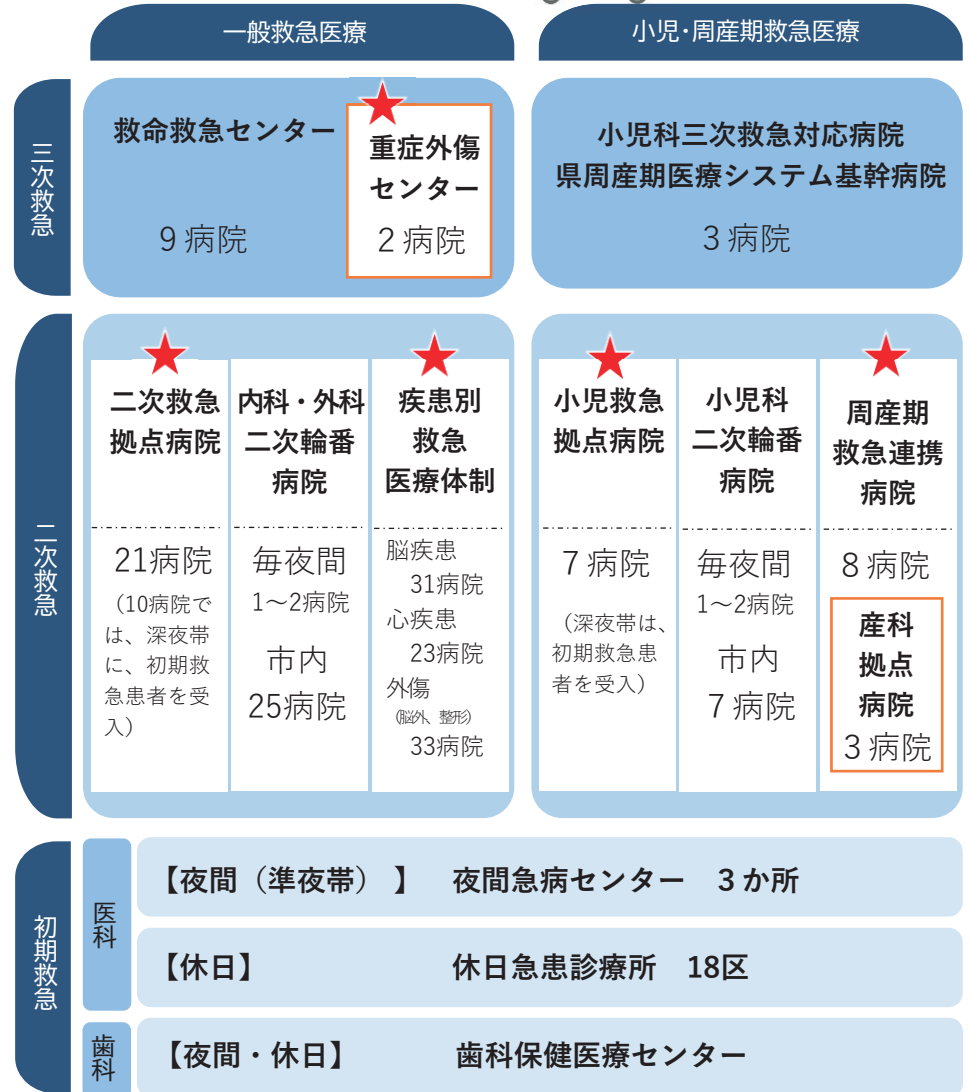 一般救急医療
小児・周産期救急医療
三次救急
救命救急センター
9 病院
重症外傷
センター
2 病院
小児科三次救急対応病院
県周産期医療システム基幹病院
3 病院
二次救急
二次救急
拠点病院
21病院
（10病院で
は、深夜帯
に、初期救
急患者を受
入）
内科・外科
二次輪番
病院
毎夜間
1～2病院
市内
25病院
疾患別
救急
医療体制
脳疾患
31病院
心疾患
23病院
外傷
（脳外、整形）
33病院
小児救急
拠点病院
7 病院
（深夜帯は、
初期救急患
者を受入）
小児科
二次輪番
病院
毎夜間
1～2病院
市内
7 病院
周産期
救急連携
病院
8 病院
産科
拠点
病院
3 病院
初期救急
医科
【夜間（準夜帯） 】 夜間急病センター 3 か所
【休日】 休日急患診療所 18区
歯科
【夜間・休日】 歯科保健医療センター